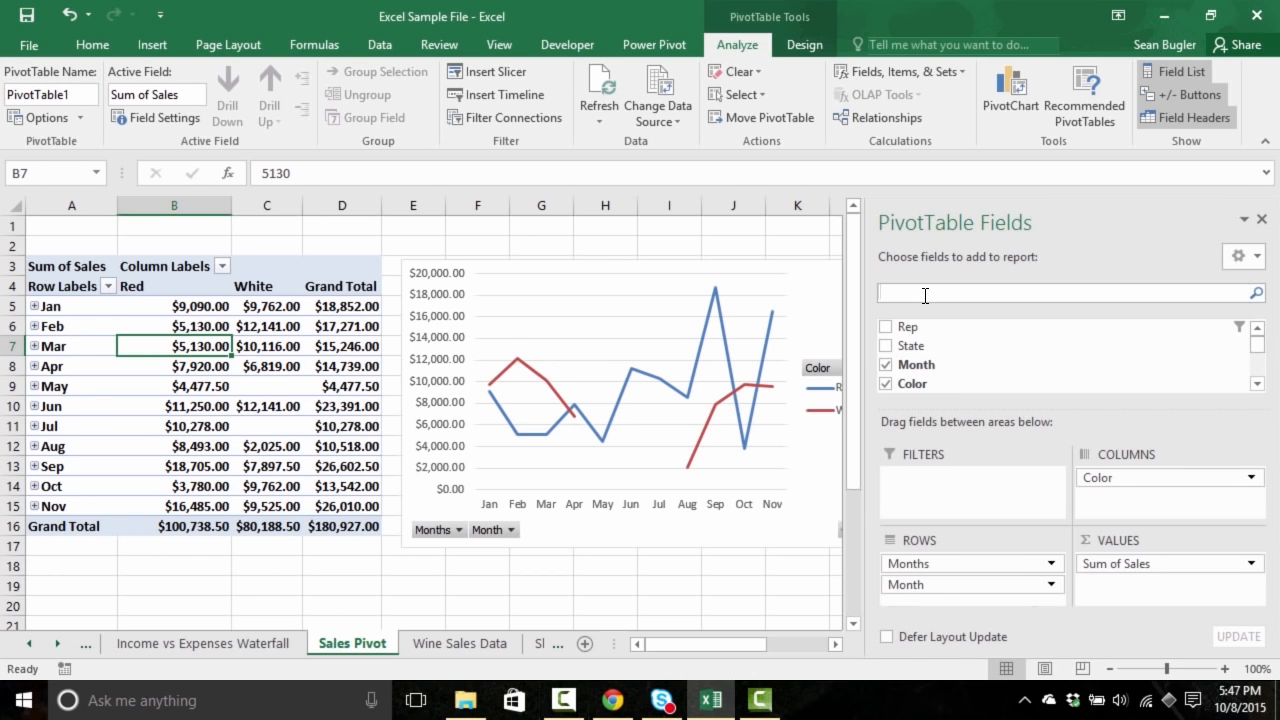 Excel Sample File - Excel
PivotTable Tools
File Home Insert Page Layout Formulas Data Review View Developer Power Pivot Analyze Design Tell me what you want to do... Sean Bugler Share
PivotTable Name:
PivotTable1
Options
PivotTable
Active Field:
Sum of Sales
Field Settings
Drill Down
Drill Up
Active Field
Group Selection
Ungroup
Group Field
Group
Insert Slicer
Insert Timeline
Filter Connections
Filter
Refresh
Change Data Source
Data
Clear
Select
Move PivotTable
Actions
Fields, Items, & Sets
OLAP Tools
Relationships
Calculations
PivotChart
Recommended PivotTables
Tools
Field List
+/- Buttons
Field Headers
Show
B7 fx 5130
A B C D E F G H I J K
1
2
3 Sum of Sales Column Labels
4 Row Labels Red White Grand Total
5 Jan $9,090.00 $9,762.00 $18,852.00
6 Feb $5,130.00 $12,141.00 $17,271.00
7 Mar $5,130.00 $10,116.00 $15,246.00
8 Apr $7,920.00 $6,819.00 $14,739.00
9 May $4,477.50 $4,477.50
10 Jun $11,250.00 $12,141.00 $23,391.00
11 Jul $10,278.00 $10,278.00
12 Aug $8,493.00 $2,025.00 $10,518.00
13 Sep $18,705.00 $7,897.50 $26,602.50
14 Oct $3,780.00 $9,762.00 $13,542.00
15 Nov $16,485.00 $9,525.00 $26,010.00
16 Grand Total $100,738.50 $80,188.50 $180,927.00
17
18
19
20
21
$20,000.00
$18,000.00
$16,000.00
$14,000.00
$12,000.00
$10,000.00
$8,000.00
$6,000.00
$4,000.00
$2,000.00
$0.00
Jan Feb Mar Apr May Jun Jul Aug Sep Oct Nov
Months Month
Color
R
W
PivotTable Fields
Choose fields to add to report:
Rep
State
Month
Color
Drag fields between areas below:
FILTERS
COLUMNS
Color
ROWS
Months
Month
Σ VALUES
Sum of Sales
Defer Layout Update UPDATE
... Income vs Expenses Waterfall Sales Pivot Wine Sales Data Sl ...
Ready 100%
Ask me anything
5:47 PM
10/8/2015